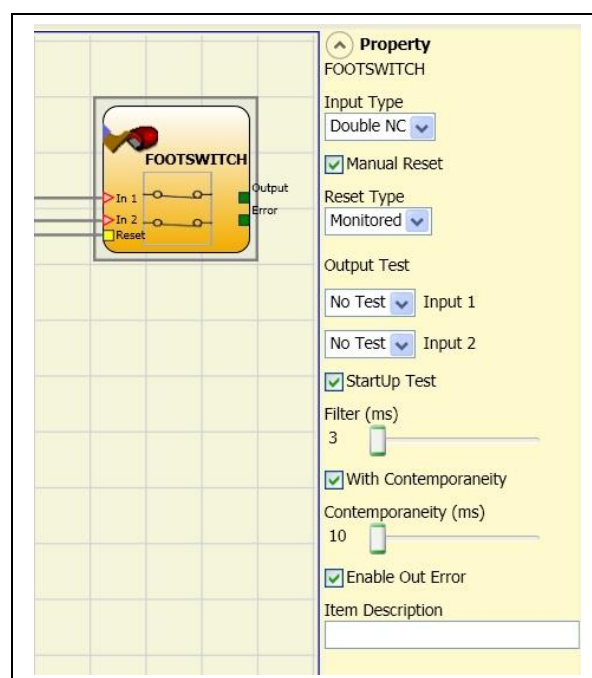 FOOTSWITCH
In 1
In 2
Reset
Output
Error
Property
FOOTSWITCH
Input Type
Double NC
Manual Reset
Reset Type
Monitored
Output Test
No Test Input 1
No Test Input 2
StartUp Test
Filter (ms)
3
With Contemporaneity
Contemporaneity (ms)
10
Enable Out Error
Item Description